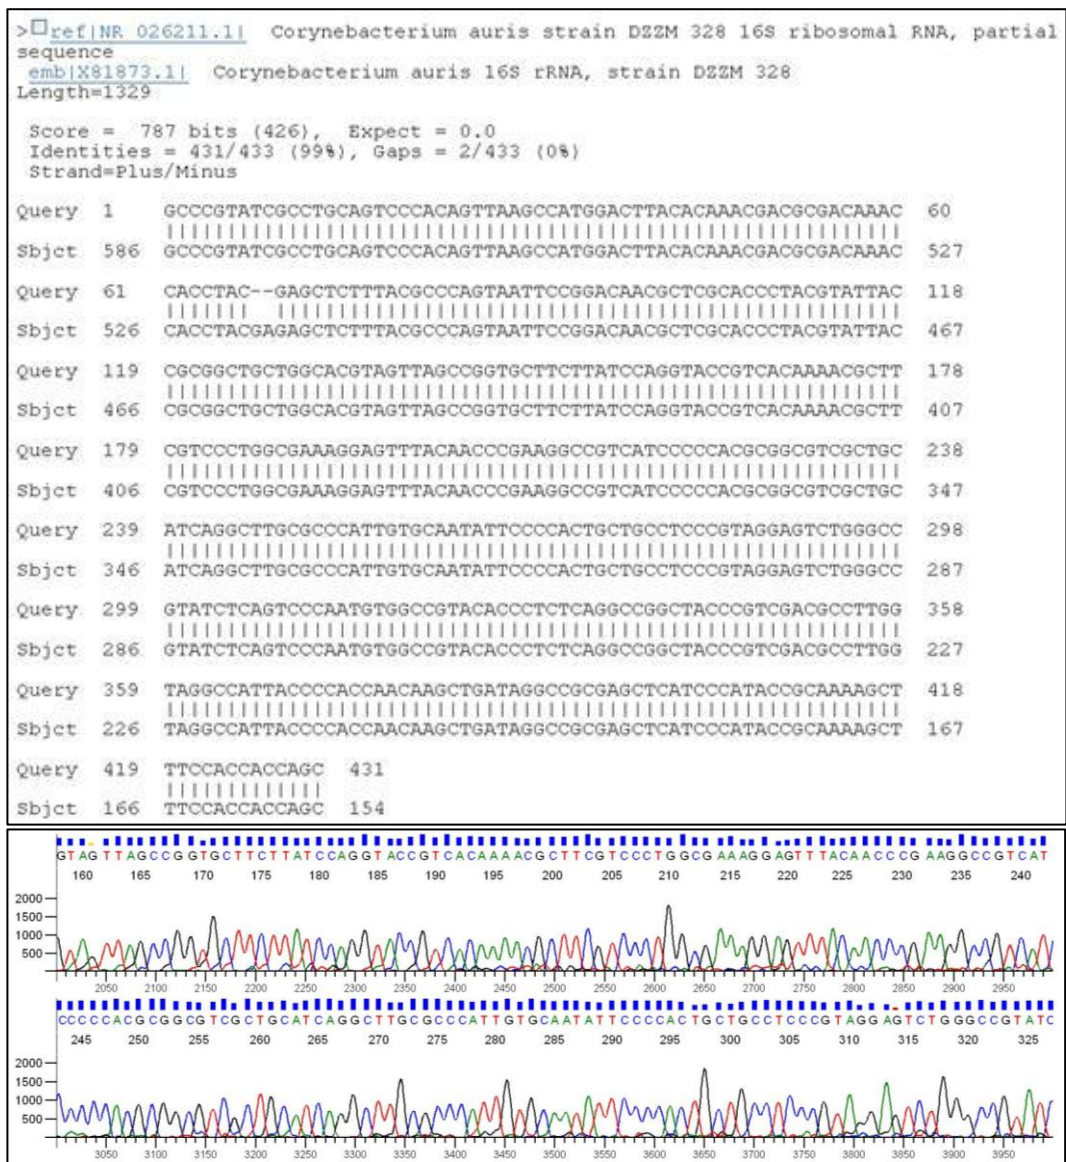 >ref|NR_026211.1| Corynebacterium auris strain DZZM 328 16S ribosomal RNA, partial
sequence
emb|X81873.1| Corynebacterium auris 16S rRNA, strain DZZM 328
Length=1329
Score = 787 bits (426), Expect = 0.0
Identities = 431/433 (99%), Gaps = 2/433 (0%)
Strand=Plus/Minus
Query 1 GCCCGTATCGCCTGCAGTCCCACAGTTAAGCCATGGACTTACACAAACGACGCGACAAAC 60
||||||||||||||||||||||||||||||||||||||||||||||||||||||||||||
Sbjct 586 GCCCGTATCGCCTGCAGTCCCACAGTTAAGCCATGGACTTACACAAACGACGCGACAAAC 527
Query 61 CACCTAC--GAGCTCTTTACGCCCAGTAATTCCGGACAACGCTCGCACCCTACGTATTAC 118
||||||| |||||||||||||||||||||||||||||||||||||||||||||||||||
Sbjct 526 CACCTACGAGAGCTCTTTACGCCCAGTAATTCCGGACAACGCTCGCACCCTACGTATTAC 467
Query 119 CGCGGCTGCTGGCACGTAGTTAGCCGGTGCTTCTTATCCAGGTACCGTCACAAAACGCTT 178
||||||||||||||||||||||||||||||||||||||||||||||||||||||||||||
Sbjct 466 CGCGGCTGCTGGCACGTAGTTAGCCGGTGCTTCTTATCCAGGTACCGTCACAAAACGCTT 407
Query 179 CGTCCCTGGCGAAAGGAGTTTACAACCCGAAGGCCGTCATCCCCCACGCGGCGTCGCTGC 238
||||||||||||||||||||||||||||||||||||||||||||||||||||||||||||
Sbjct 406 CGTCCCTGGCGAAAGGAGTTTACAACCCGAAGGCCGTCATCCCCCACGCGGCGTCGCTGC 347
Query 239 ATCAGGCTTGCGCCCATTGTGCAATATTCCCCACTGCTGCCTCCCGTAGGAGTCTGGGCC 298
||||||||||||||||||||||||||||||||||||||||||||||||||||||||||||
Sbjct 346 ATCAGGCTTGCGCCCATTGTGCAATATTCCCCACTGCTGCCTCCCGTAGGAGTCTGGGCC 287
Query 299 GTATCTCAGTCCCAATGTGGCCGTACACCCTCTCAGGCCGGCTACCCGTCGACGCCTTGG 358
||||||||||||||||||||||||||||||||||||||||||||||||||||||||||||
Sbjct 286 GTATCTCAGTCCCAATGTGGCCGTACACCCTCTCAGGCCGGCTACCCGTCGACGCCTTGG 227
Query 359 TAGGCCATTACCCCACCAACAAGCTGATAGGCCGCGAGCTCATCCCATACCGCAAAAGCT 418
||||||||||||||||||||||||||||||||||||||||||||||||||||||||||||
Sbjct 226 TAGGCCATTACCCCACCAACAAGCTGATAGGCCGCGAGCTCATCCCATACCGCAAAAGCT 167
Query 419 TTCCACCACCAGC 431
|||||||||||||
Sbjct 166 TTCCACCACCAGC 154
GTAGTTAGCCGGTGCTTCTTATCCAGGTACCGTCACAAAACGCTTCGTCCCTGGCGAAAGGAGTTTACAACCCGAAGGCCGTCAT
160 165 170 175 180 185 190 195 200 205 210 215 220 225 230 235 240
2000
1500
1000
500
2050 2100 2150 2200 2250 2300 2350 2400 2450 2500 2550 2600 2650 2700 2750 2800 2850 2900 2950
CCCCCACGCGGCGTCGCTGCATCAGGCTTGCGCCCATTGTGCAATATTCCCCACTGCTGCCTCCCGTAGGAGTCTGGGCCGTATC
245 250 255 260 265 270 275 280 285 290 295 300 305 310 315 320 325
2000
1500
1000
500
3050 3100 3150 3200 3250 3300 3350 3400 3450 3500 3550 3600 3650 3700 3750 3800 3850 3900 3950